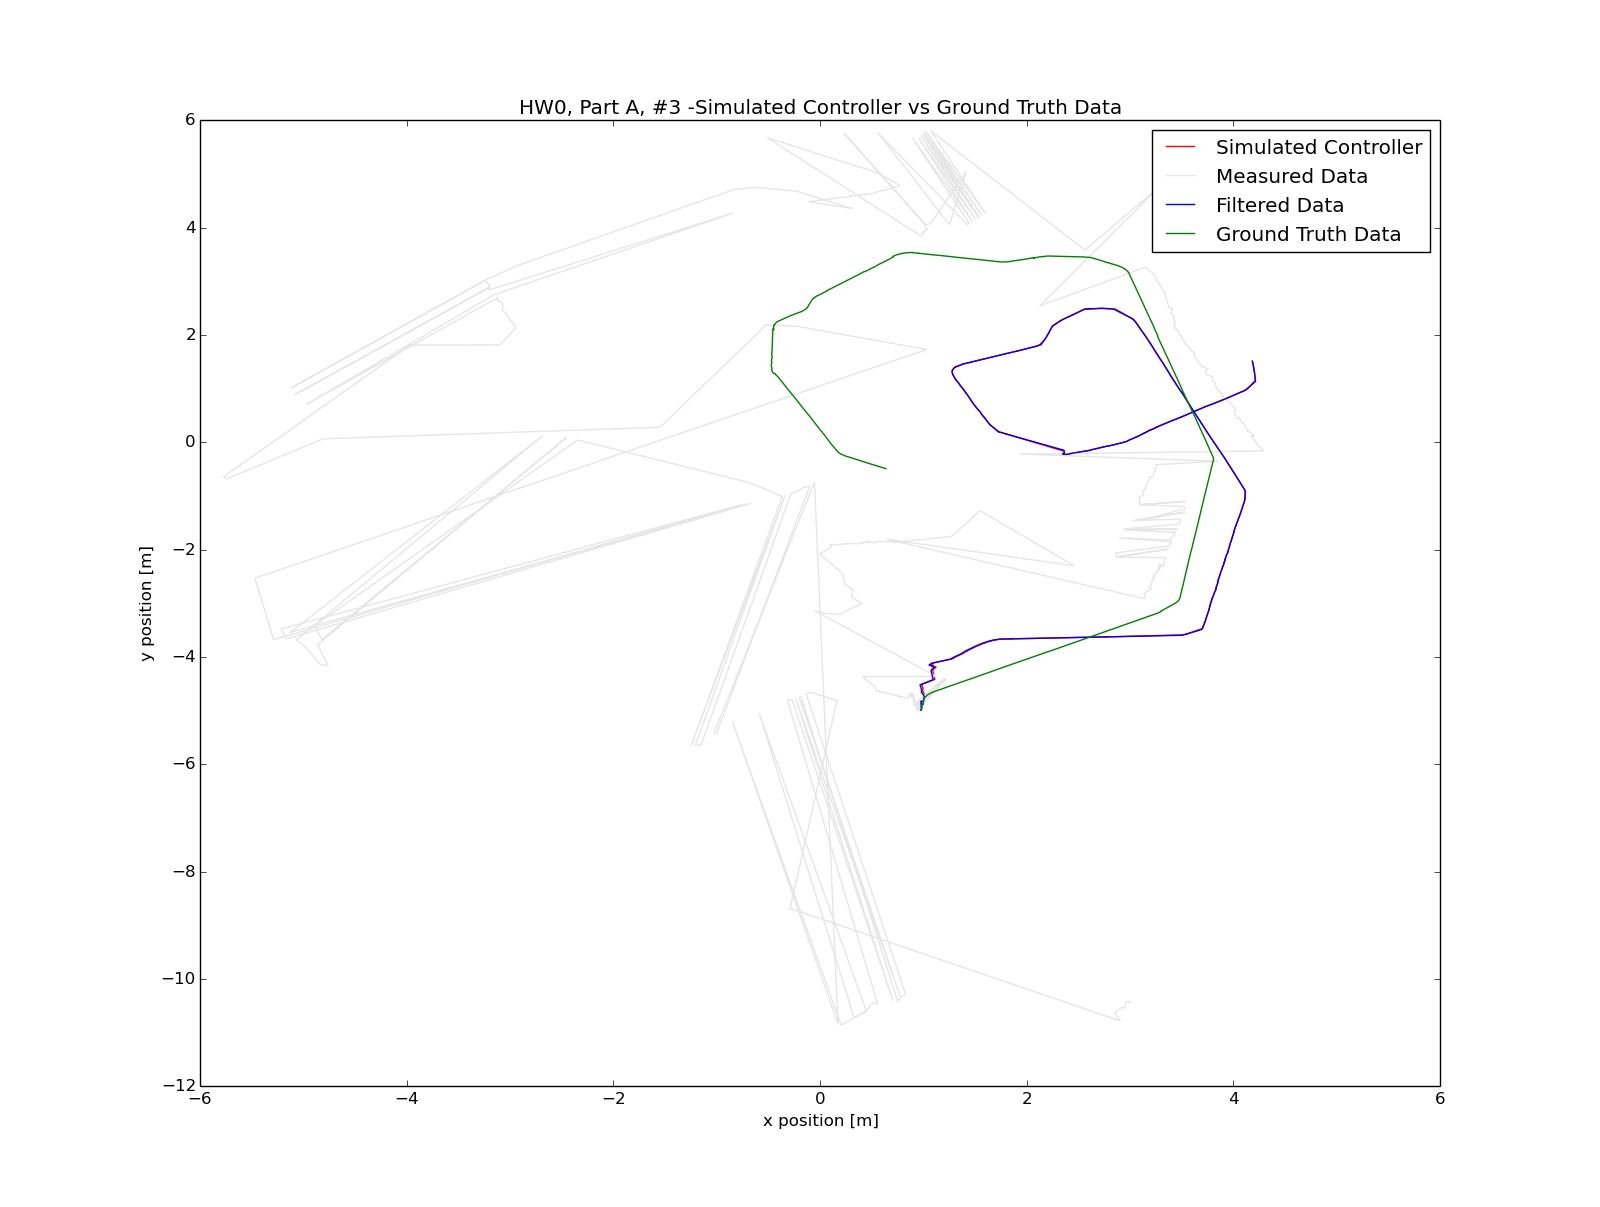 HW0, Part A, #3 -Simulated Controller vs Ground Truth Data
Simulated Controller
Measured Data
Filtered Data
Ground Truth Data
6
4
2
0
−2
−4
−6
−8
−10
−12
y position [m]
−6
−4
−2
0
2
4
6
x position [m]